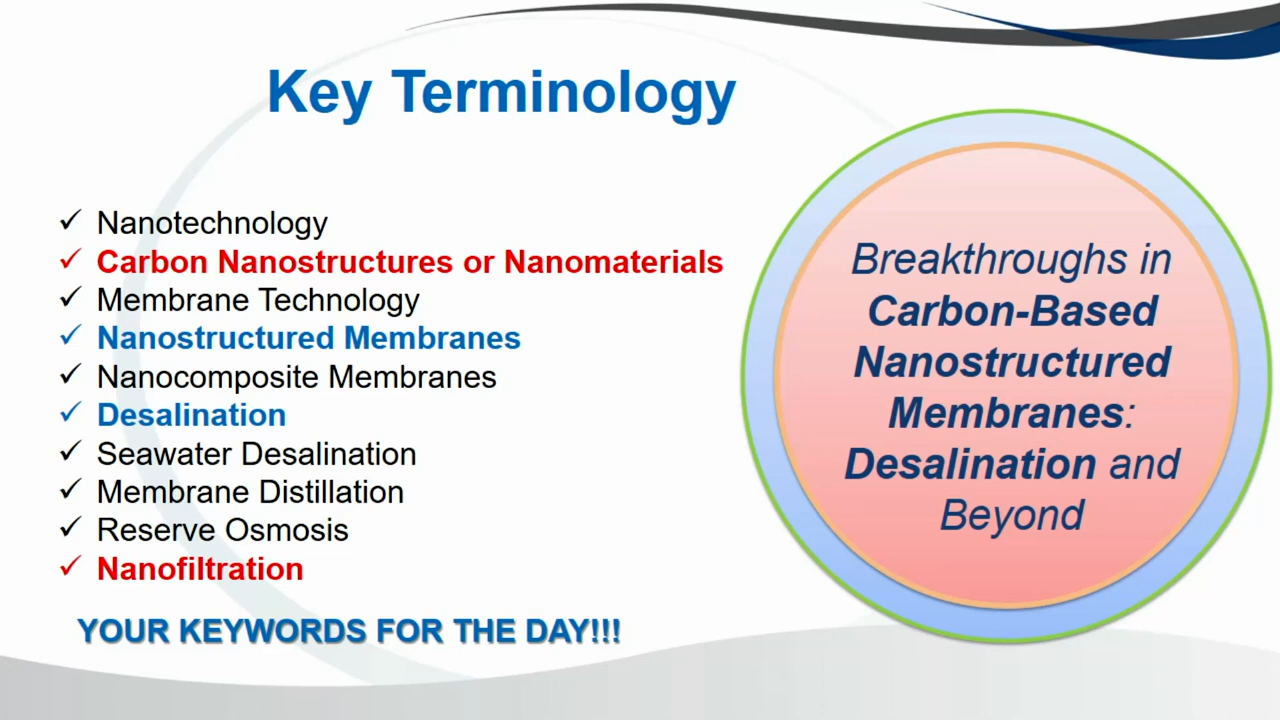 Key Terminology
✓ Nanotechnology
✓ Carbon Nanostructures or Nanomaterials
✓ Membrane Technology
✓ Nanostructured Membranes
✓ Nanocomposite Membranes
✓ Desalination
✓ Seawater Desalination
✓ Membrane Distillation
✓ Reserve Osmosis
✓ Nanofiltration
YOUR KEYWORDS FOR THE DAY!!!
Breakthroughs in
Carbon-Based
Nanostructured
Membranes:
Desalination and
Beyond